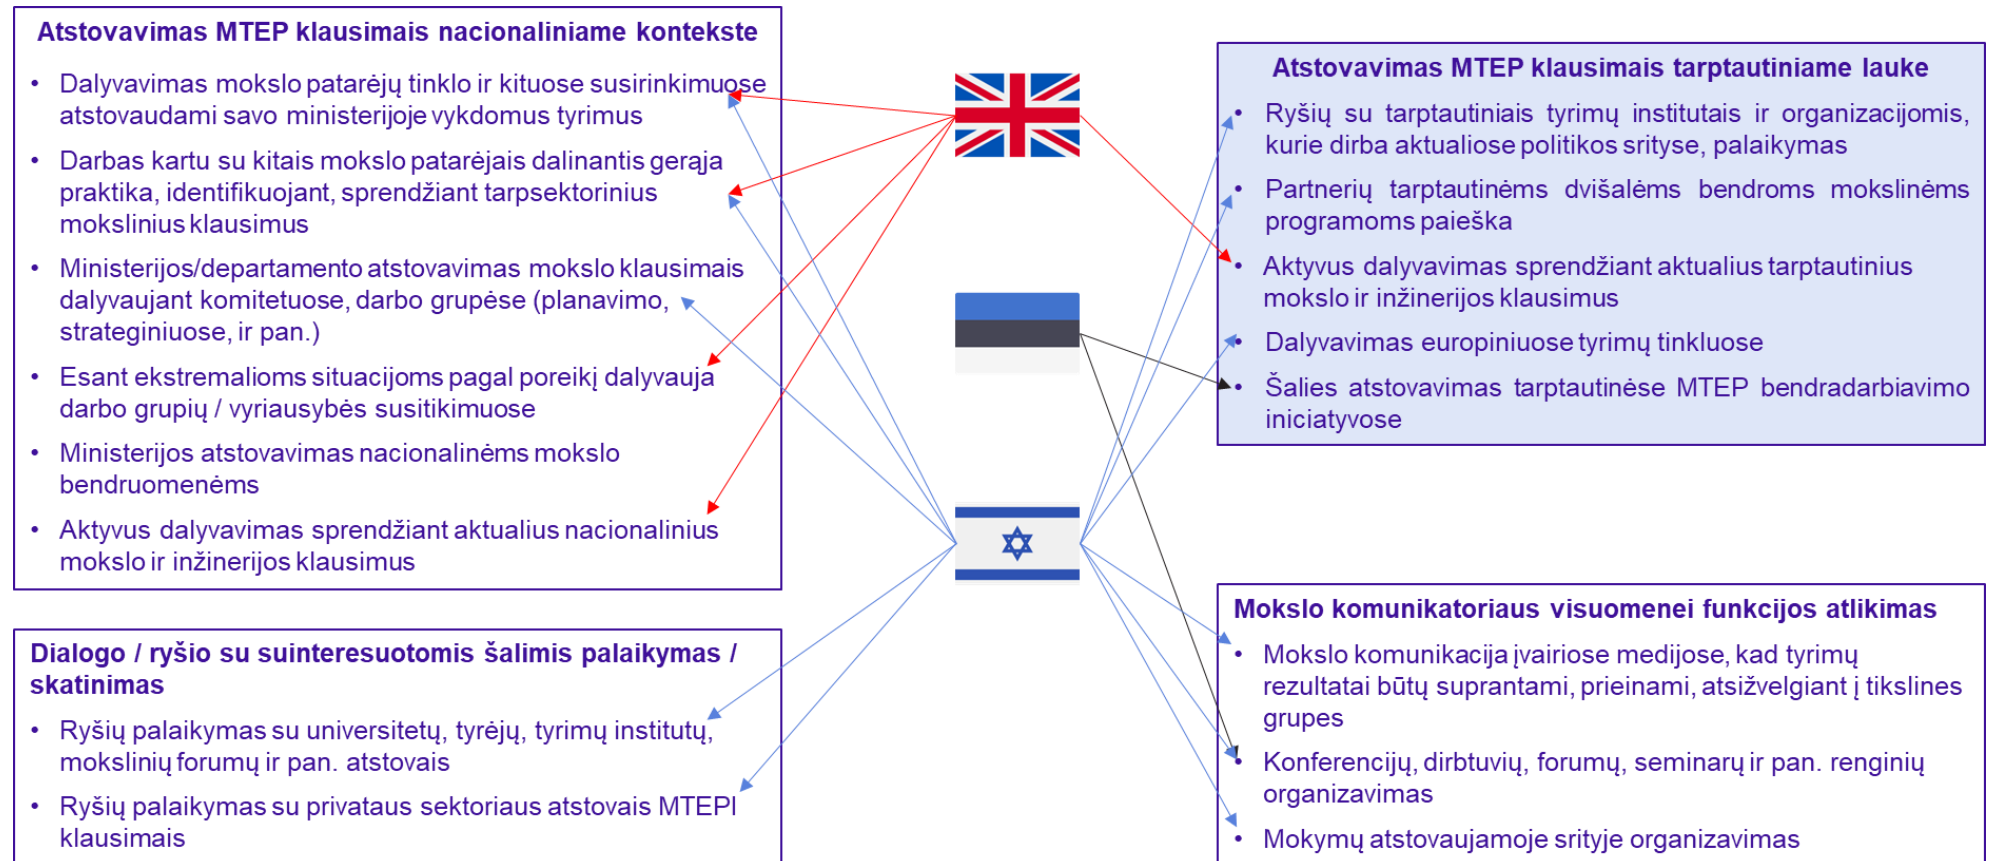 Atstovavimas MTEP klausimais nacionaliniame kontekste
• Dalyvavimas mokslo patarėjų tinklo ir kituose susirinkimuose
atstovaudami savo ministerijoje vykdomus tyrimus
• Darbas kartu su kitais mokslo patarėjais dalinantis gerąja
praktika, identifikuojant, sprendžiant tarpsektorinius
mokslinius klausimus
• Ministerijos/departamento atstovavimas mokslo klausimais
dalyvaujant komitetuose, darbo grupėse (planavimo,
strateginiuose, ir pan.)
• Esant ekstremalioms situacijoms pagal poreikį dalyvauja
darbo grupių / vyriausybės susitikimuose
• Ministerijos atstovavimas nacionalinėms mokslo
bendruomenėms
• Aktyvus dalyvavimas sprendžiant aktualius nacionalinius
mokslo ir inžinerijos klausimus
Dialogo / ryšio su suinteresuotomis šalimis palaikymas /
skatinimas
• Ryšių palaikymas su universitetų, tyrėjų, tyrimų institutų,
mokslinių forumų ir pan. atstovais
• Ryšių palaikymas su privataus sektoriaus atstovais MTEPI
klausimais
Atstovavimas MTEP klausimais tarptautiniame lauke
• Ryšių su tarptautiniais tyrimų institutais ir organizacijomis,
kurie dirba aktualiose politikos srityse, palaikymas
• Partnerių tarptautinėms dvišalėms bendroms mokslinėms
programoms paieška
• Aktyvus dalyvavimas sprendžiant aktualius tarptautinius
mokslo ir inžinerijos klausimus
• Dalyvavimas europiniuose tyrimų tinkluose
• Šalies atstovavimas tarptautinėse MTEP bendradarbiavimo
iniciatyvose
Mokslo komunikatoriaus visuomenei funkcijos atlikimas
• Mokslo komunikacija įvairiose medijose, kad tyrimų
rezultatai būtų suprantami, prieinami, atsižvelgiant į tikslines
grupes
• Konferencijų, dirbtuvių, forumų, seminarų ir pan. renginių
organizavimas
• Mokymų atstovaujamoje srityje organizavimas